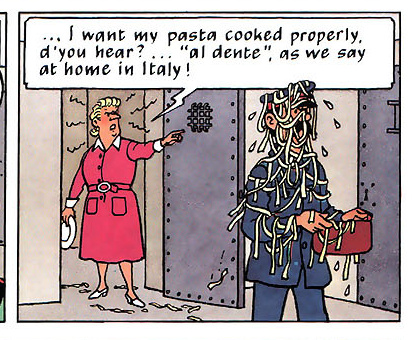 ... I want my pasta cooked properly,
d'you hear? ... "al dente", as we say
at home in Italy!